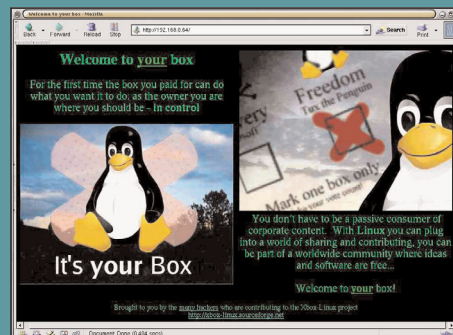 Welcome to your box - Mozilla
Back Forward Reload Stop http://192.168.0.64/ Search Print
Welcome to your box
For the first time the box you paid for can do
what you want it to do, as the owner you are
where you should be - in control
It's your Box
Freedom
Tux the Penguin
Mark one box only
You don't have to be a passive consumer of
corporate content. With Linux you can plug
into a world of sharing and contributing, you can
be part of a worldwide community where ideas
and software are free...
Welcome to your box!
Brought to you by the many hackers who are contributing to the Xbox-Linux project
http://xbox-linux.sourceforge.net
Document: Done (0.484 secs)